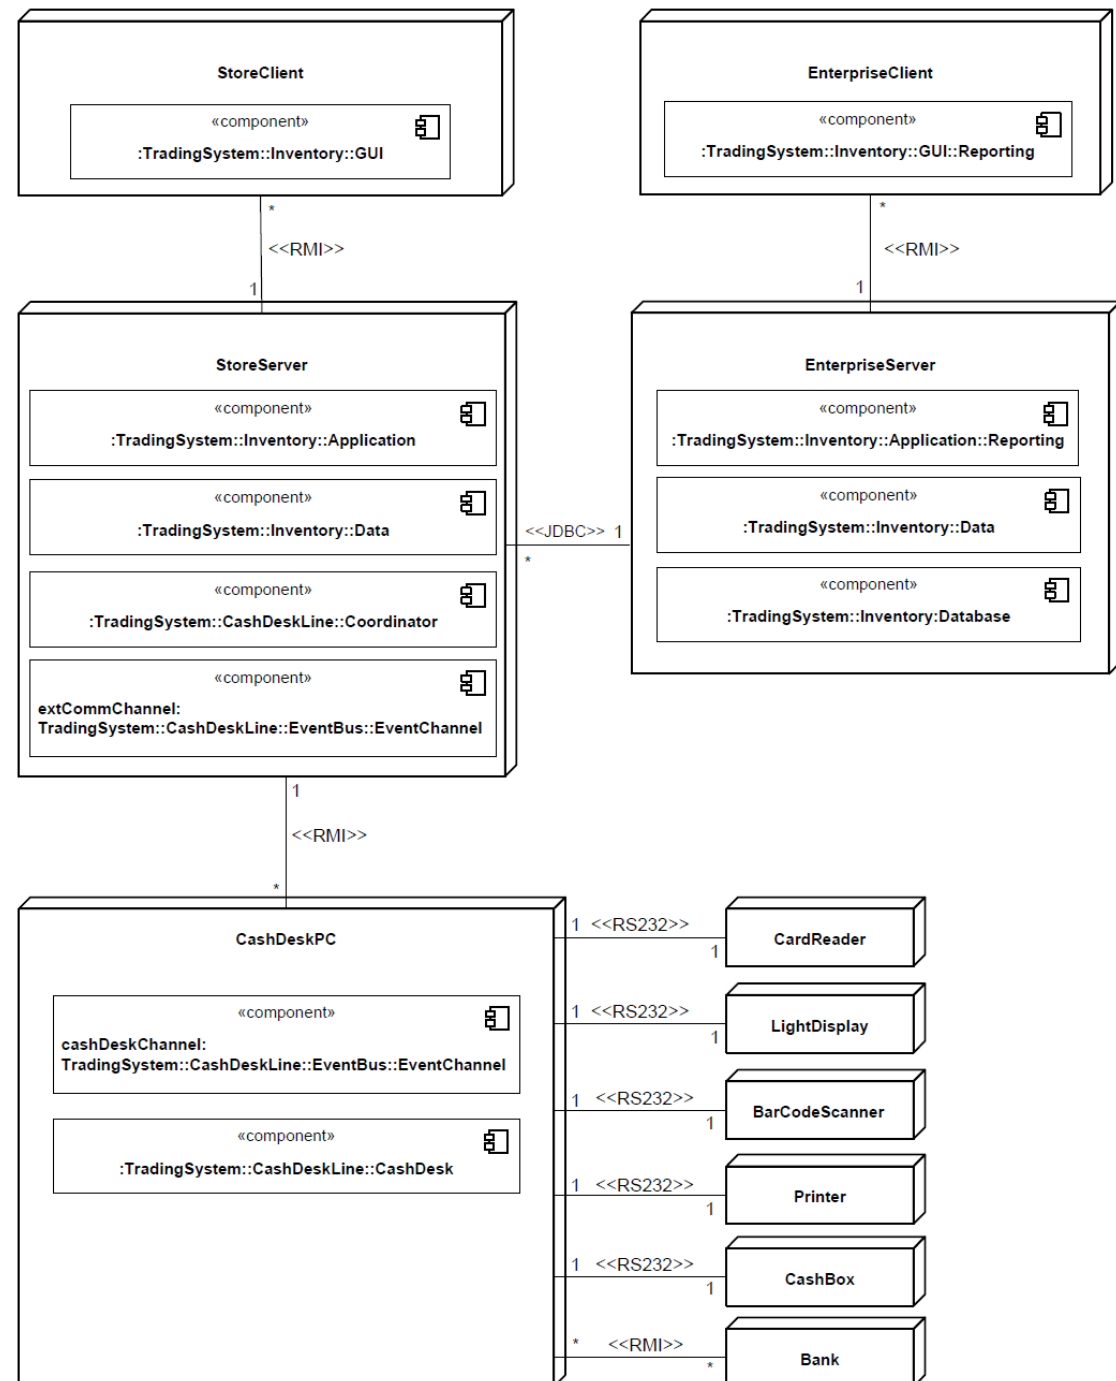 StoreClient
«component»
:TradingSystem::Inventory::GUI
EnterpriseClient
«component»
:TradingSystem::Inventory::GUI::Reporting
*
<<RMI>>
1
*
<<RMI>>
1
StoreServer
«component»
:TradingSystem::Inventory::Application
«component»
:TradingSystem::Inventory::Data
«component»
:TradingSystem::CashDeskLine::Coordinator
«component»
extCommChannel:
TradingSystem::CashDeskLine::EventBus::EventChannel
<<JDBC>> 1
*
EnterpriseServer
«component»
:TradingSystem::Inventory::Application::Reporting
«component»
:TradingSystem::Inventory::Data
«component»
:TradingSystem::Inventory:Database
1
<<RMI>>
*
CashDeskPC
«component»
cashDeskChannel:
TradingSystem::CashDeskLine::EventBus::EventChannel
«component»
:TradingSystem::CashDeskLine::CashDesk
1 <<RS232>>
1
CardReader
1 <<RS232>>
1
LightDisplay
1 <<RS232>>
1
BarCodeScanner
1 <<RS232>>
1
Printer
1 <<RS232>>
1
CashBox
* <<RMI>>
*
Bank